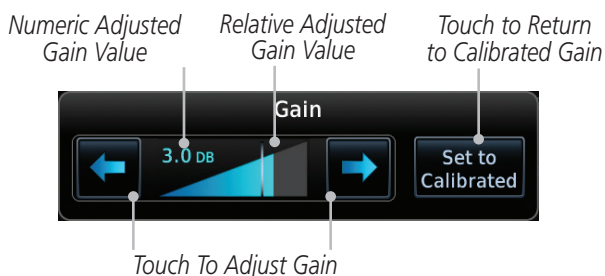 Numeric Adjusted
Gain Value
Relative Adjusted
Gain Value
Touch to Return
to Calibrated Gain
Gain
3.0 DB
Set to
Calibrated
Touch To Adjust Gain